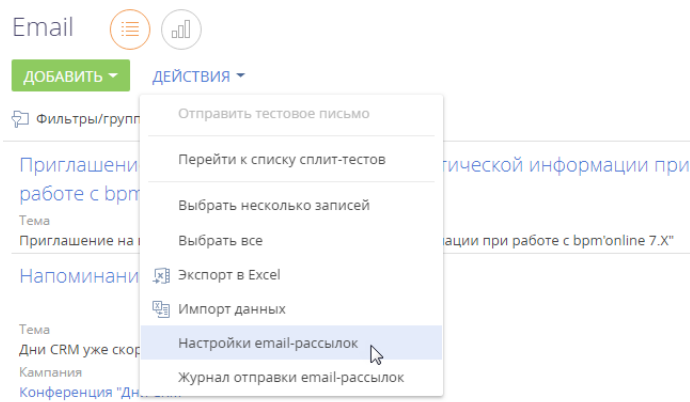 Email
ДОБАВИТЬ ДЕЙСТВИЯ
Фильтры/групп
Отправить тестовое письмо
Перейти к списку сплит-тестов
Приглашени тической информации при
работе с bpm
Выбрать несколько записей
Тема
Выбрать все
Приглашение на ации при работе с bpm'online 7.X"
Напоминани
Экспорт в Excel
Импорт данных
Тема
Настройки email-рассылок
Дни CRM уже скор
Кампания
Журнал отправки email-рассылок
Конференция "Дн